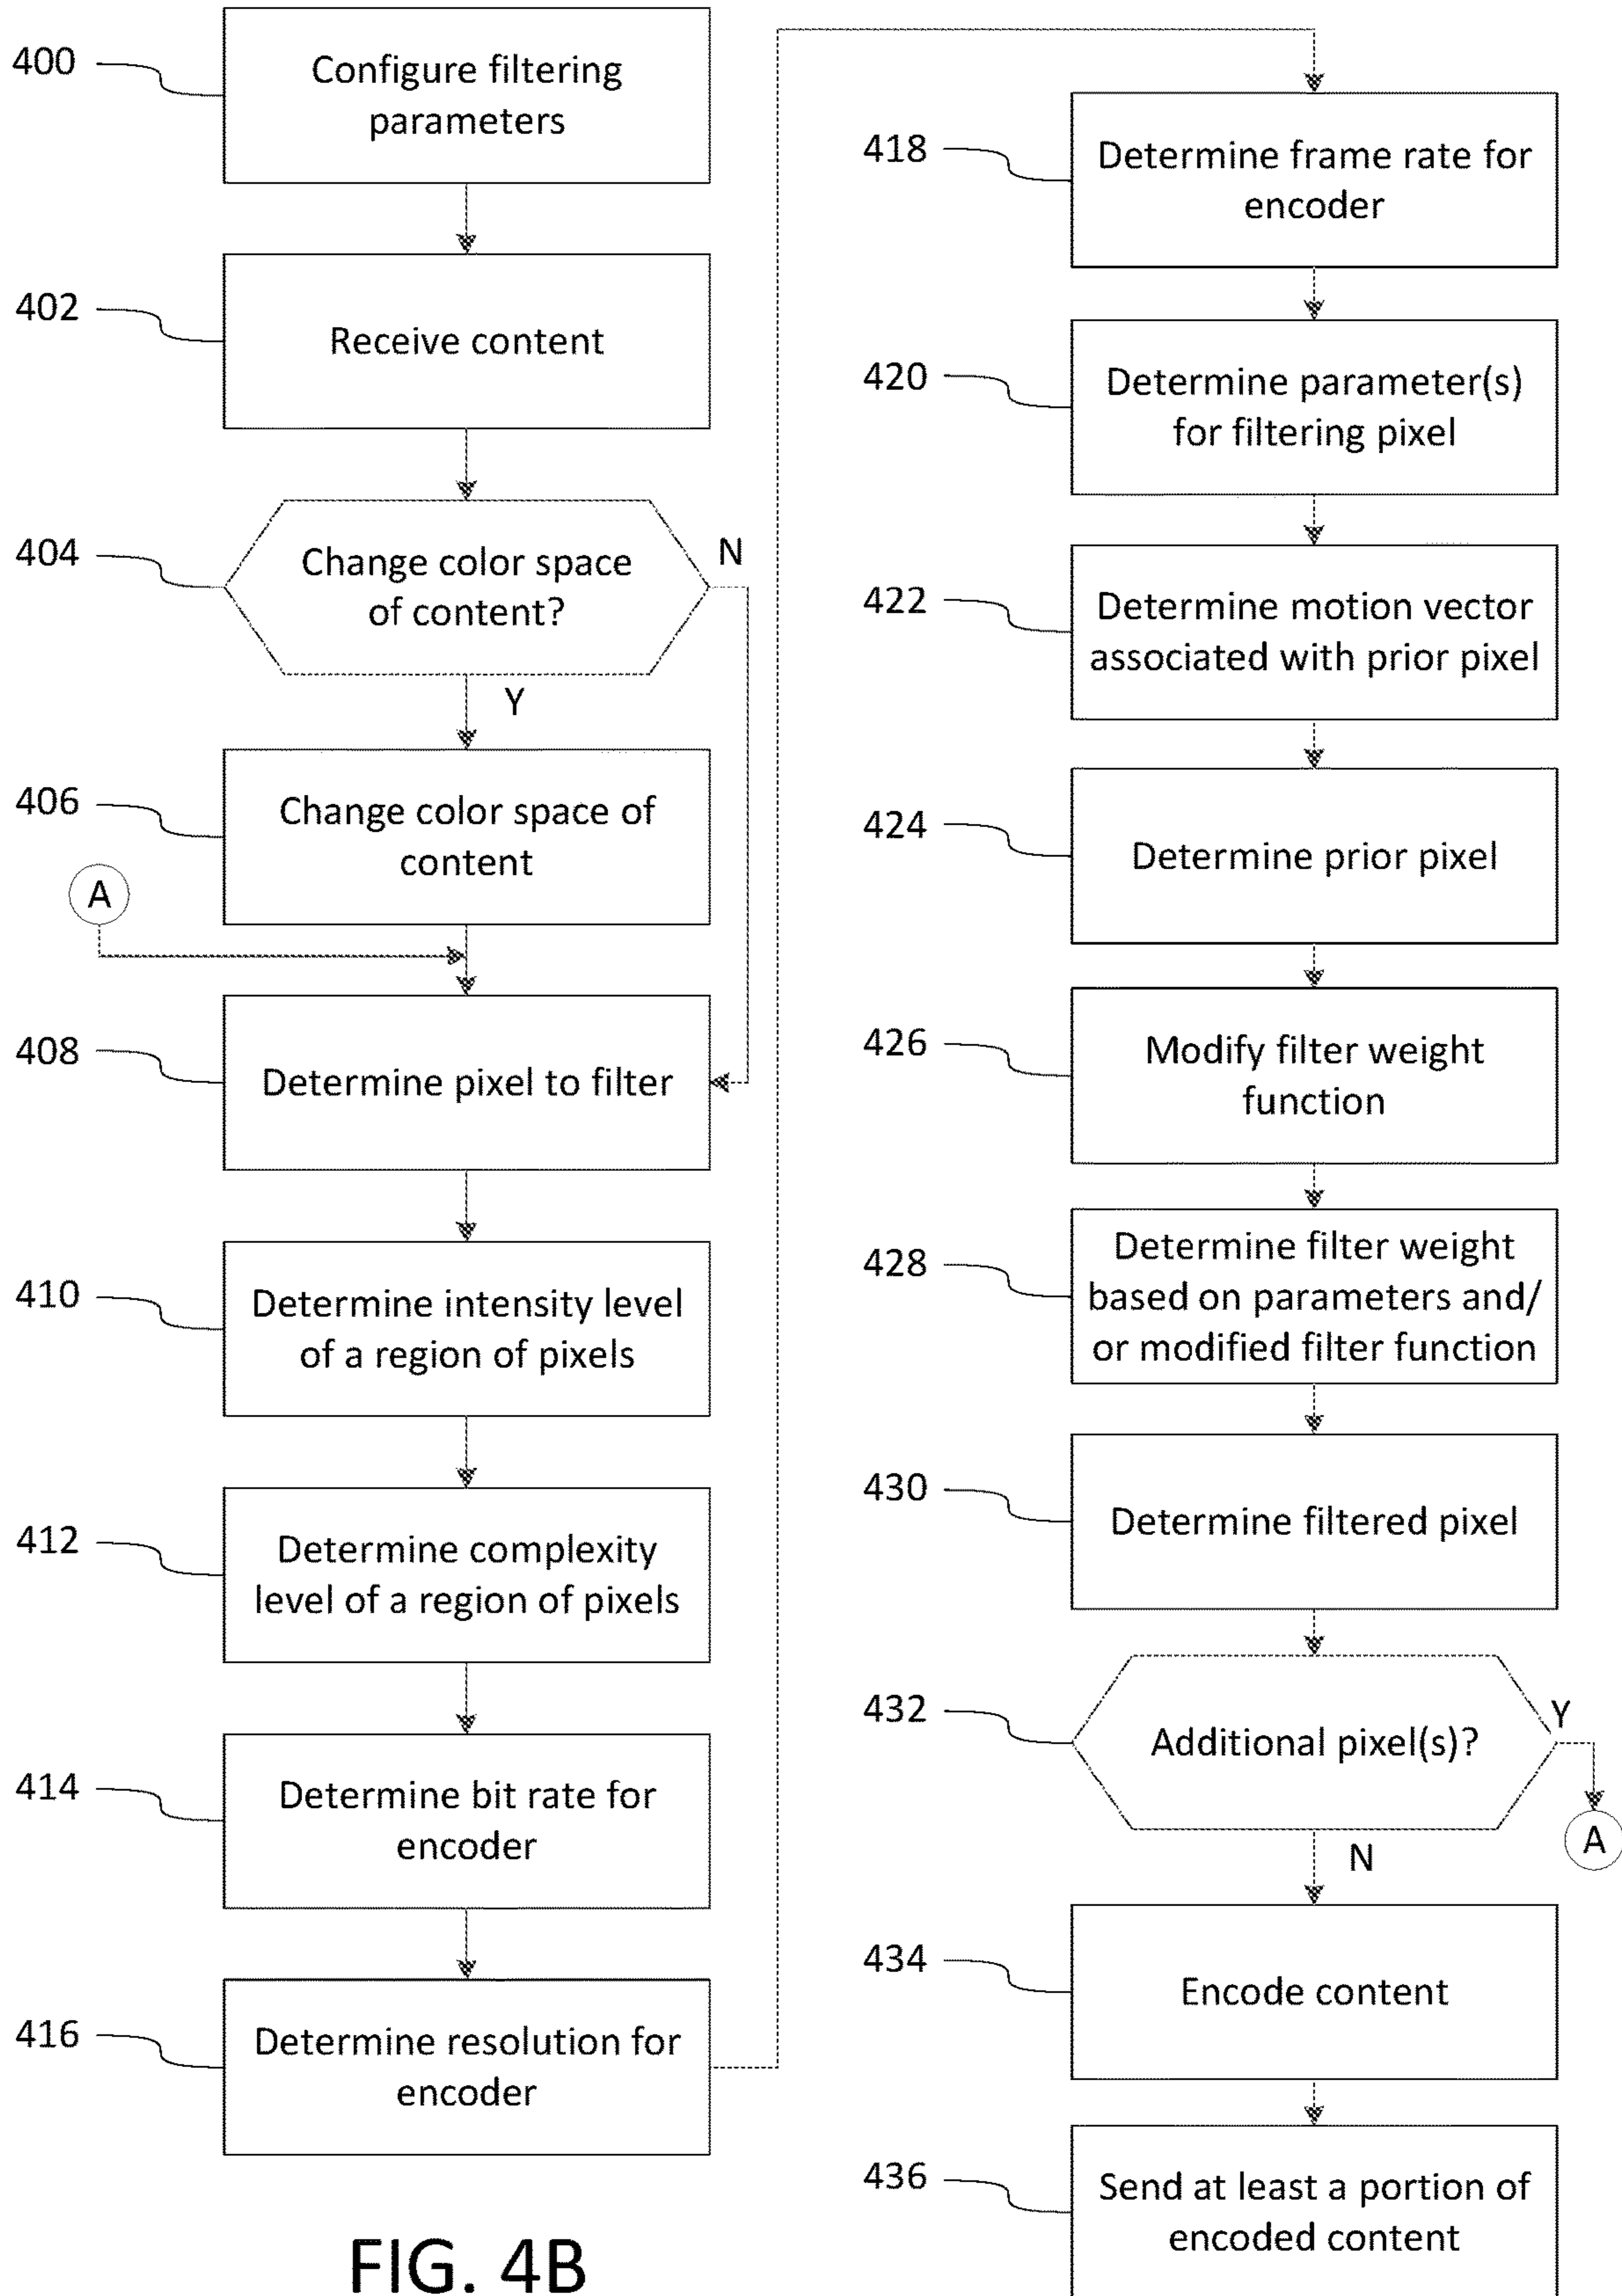 400
Configure filtering
parameters
402
Receive content
404
Change color space
of content?
N
Y
406
Change color space of
content
A
408
Determine pixel to filter
410
Determine intensity level
of a region of pixels
412
Determine complexity
level of a region of pixels
414
Determine bit rate for
encoder
416
Determine resolution for
encoder
418
Determine frame rate for
encoder
420
Determine parameter(s)
for filtering pixel
422
Determine motion vector
associated with prior pixel
424
Determine prior pixel
426
Modify filter weight
function
428
Determine filter weight
based on parameters and/
or modified filter function
430
Determine filtered pixel
432
Additional pixel(s)?
Y
A
N
434
Encode content
436
Send at least a portion of
encoded content
FIG. 4B